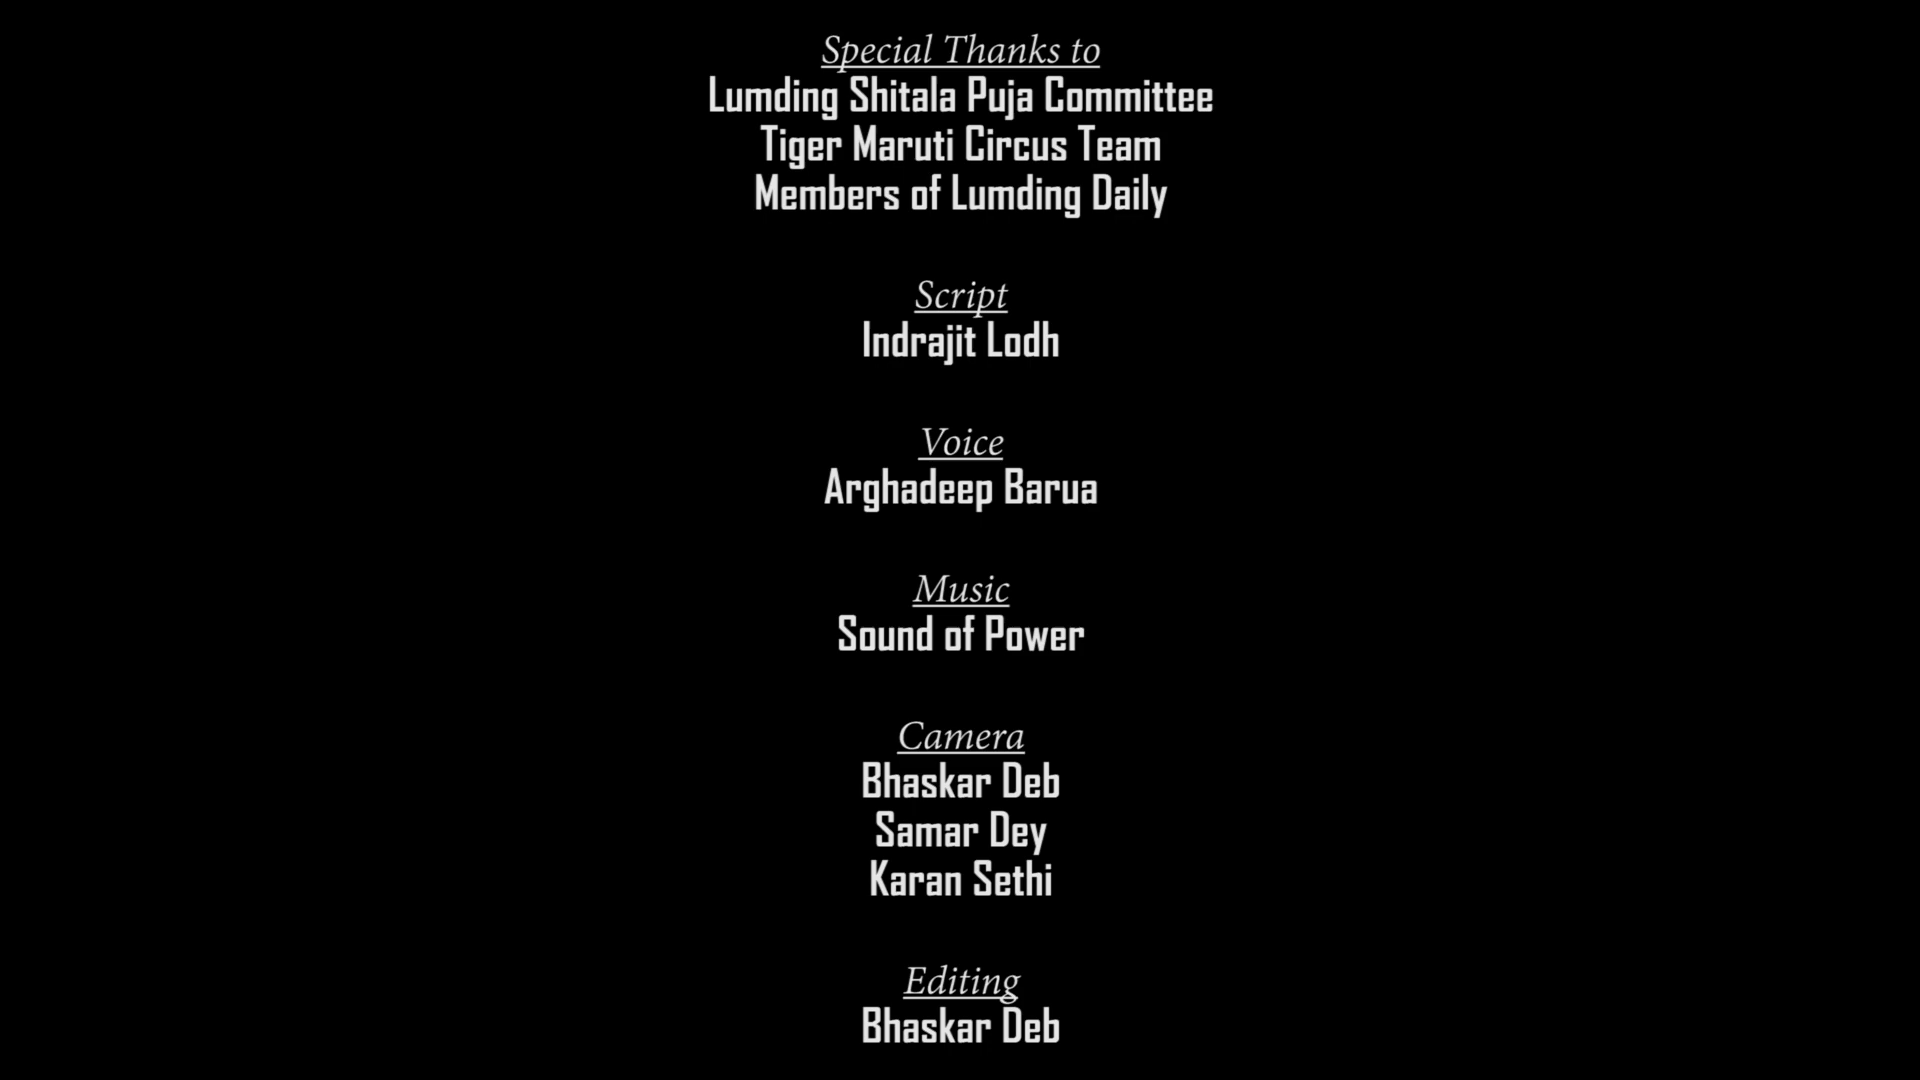 Special Thanks to
Lumding Shitala Puja Committee
Tiger Maruti Circus Team
Members of Lumding Daily
Script
Indrajit Lodh
Voice
Arghadeep Barua
Music
Sound of Power
Camera
Bhaskar Deb
Samar Dey
Karan Sethi
Editing
Bhaskar Deb